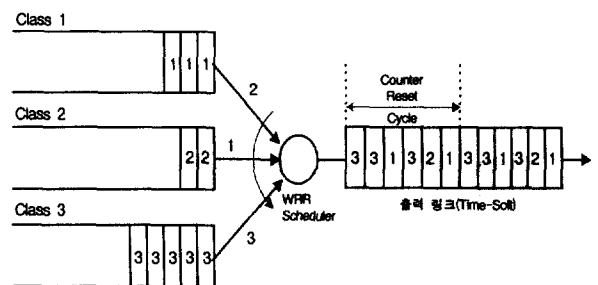 Class 1
1 1 1
2
Class 2
2 2
1
Class 3
3 3 3 3 3
3
WRR
Scheduler
Counter
Reset
Cycle
3 3 1 3 2 1 3 3 1 3 2 1
출력 링크(Time-Solt)